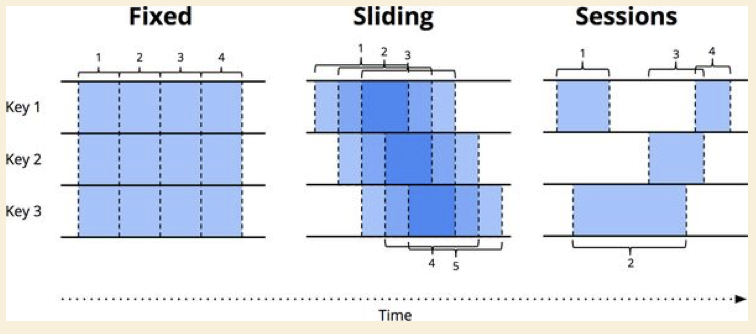 Fixed
Sliding
Sessions
1 2 3 4
1 2 3
1 3 4
Key 1
Key 2
Key 3
4 5
2
Time